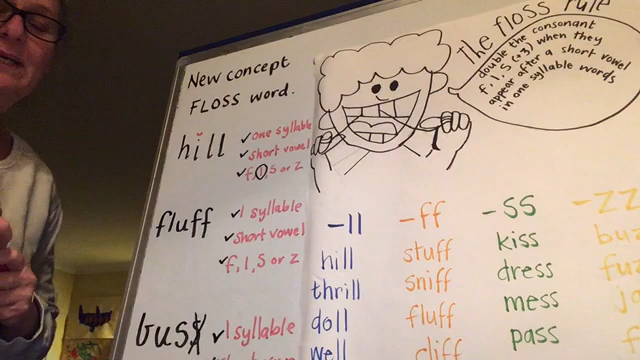 The floss rule
double the consonant
f, l, s (+z) when they
appear after a short vowel
in one syllable words
New concept
FLOSS word.
hill
✓ one syllable
✓ short vowel
✓ f, l, s or z
fluff
✓ 1 syllable
✓ short vowel
✓ f, l, s or z
buss
✓ 1 syllable
-ll
hill
thrill
doll
well
-ff
stuff
sniff
fluff
cliff
-ss
kiss
dress
mess
pass
-zz